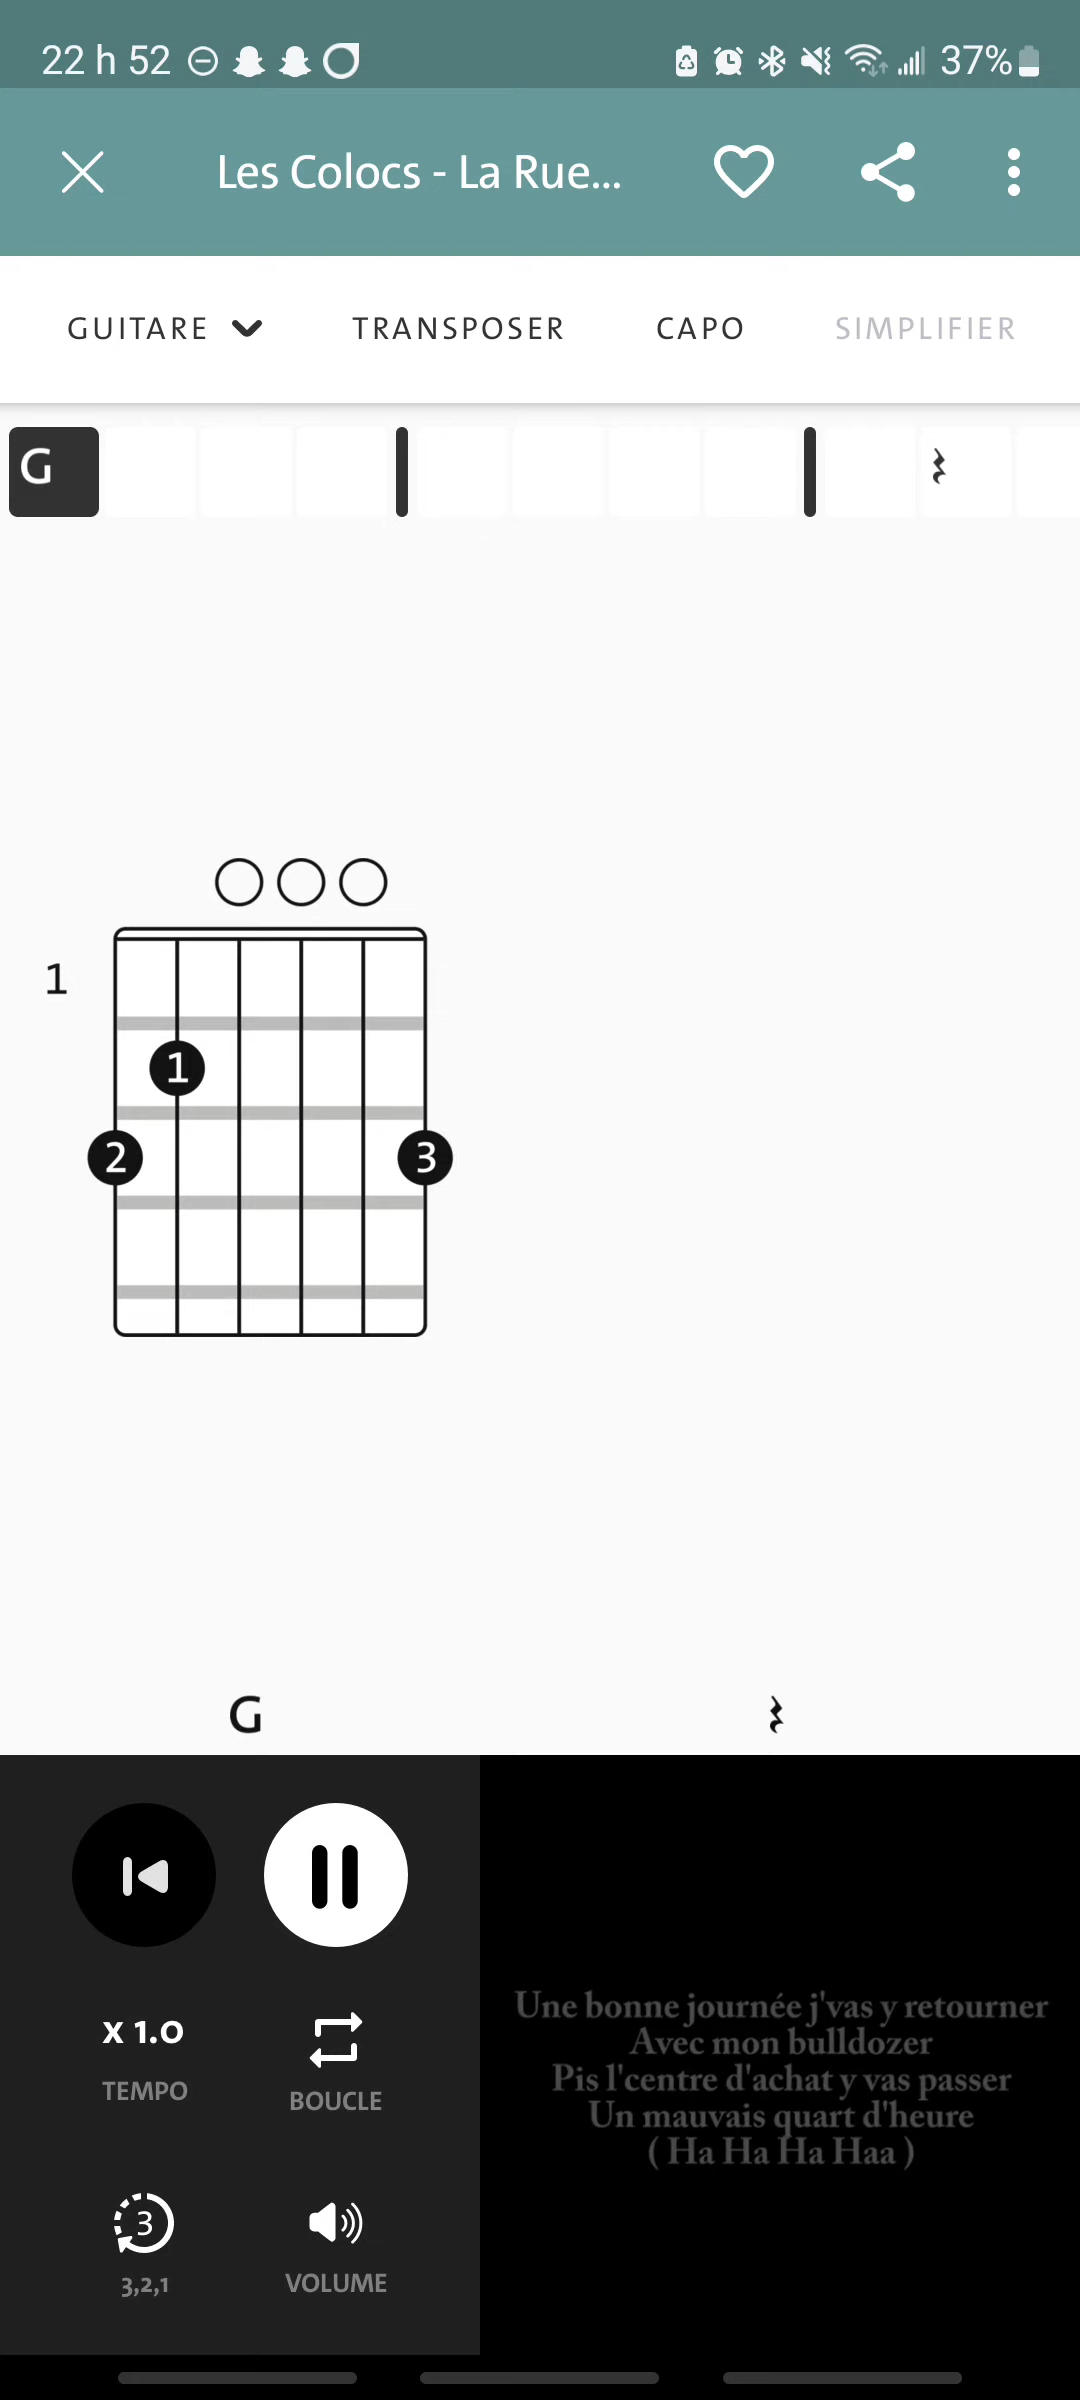 22 h 52 37%
Les Colocs - La Rue...
GUITARE TRANSPOSER CAPO SIMPLIFIER
G
1
1
2 3
G
x 1.0
TEMPO BOUCLE
3
3,2,1 VOLUME
Une bonne journée j'vas y retourner
Avec mon bulldozer
Pis l'centre d'achat y vas passer
Un mauvais quart d'heure
( Ha Ha Ha Haa )